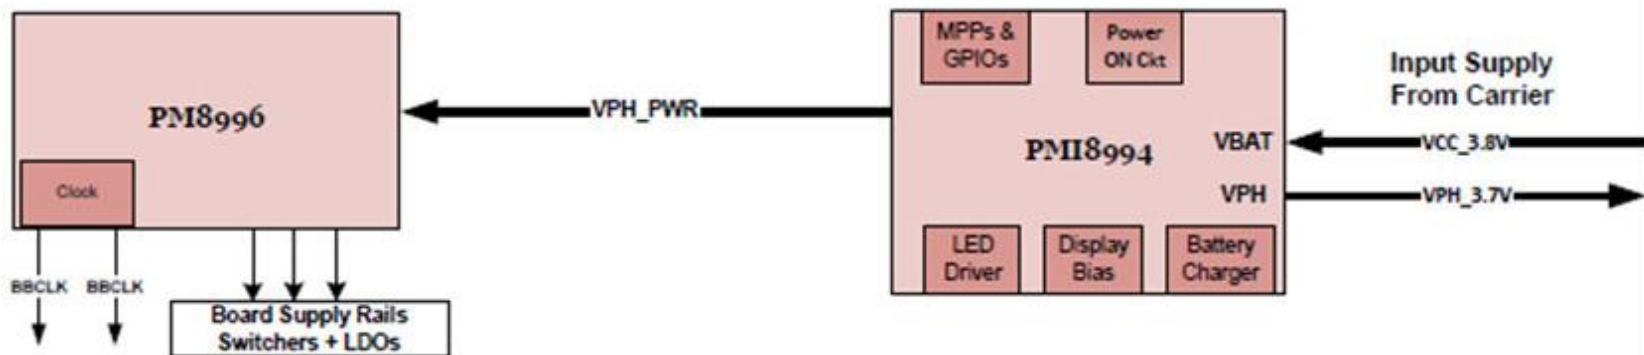 MPPs &
GPIOs
Power
ON Ckt
Input Supply
From Carrier
PM8996
VPH_PWR
PMI8994
VBAT
VCC_3.8V
VPH
VPH_3.7V
Clock
LED
Driver
Display
Bias
Battery
Charger
BBCLK
BBCLK
Board Supply Rails
Switchers + LDOs